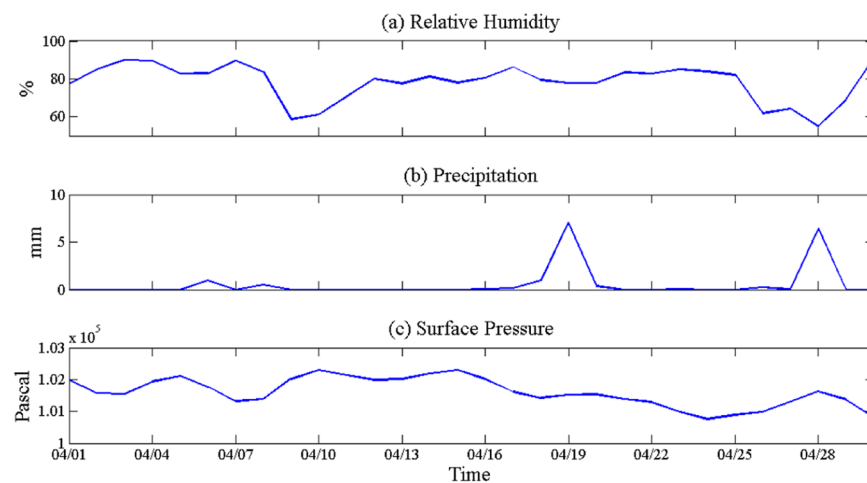 (a) Relative Humidity
100
80
60
%
(b) Precipitation
10
5
0
mm
(c) Surface Pressure
x 10⁵
1.03
1.02
1.01
1
Pascal
04/01 04/04 04/07 04/10 04/13 04/16 04/19 04/22 04/25 04/28
Time